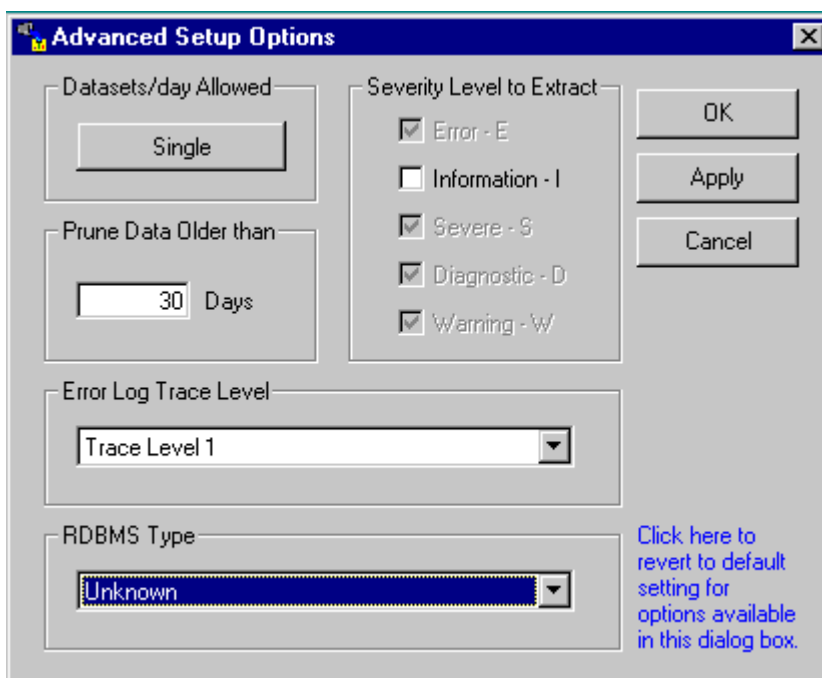 Advanced Setup Options
Datasets/day Allowed
Single
Severity Level to Extract
Error - E
Information - I
Severe - S
Diagnostic - D
Warning - W
OK
Apply
Cancel
Prune Data Older than
30 Days
Error Log Trace Level
Trace Level 1
RDBMS Type
Unknown
Click here to
revert to default
setting for
options available
in this dialog box.